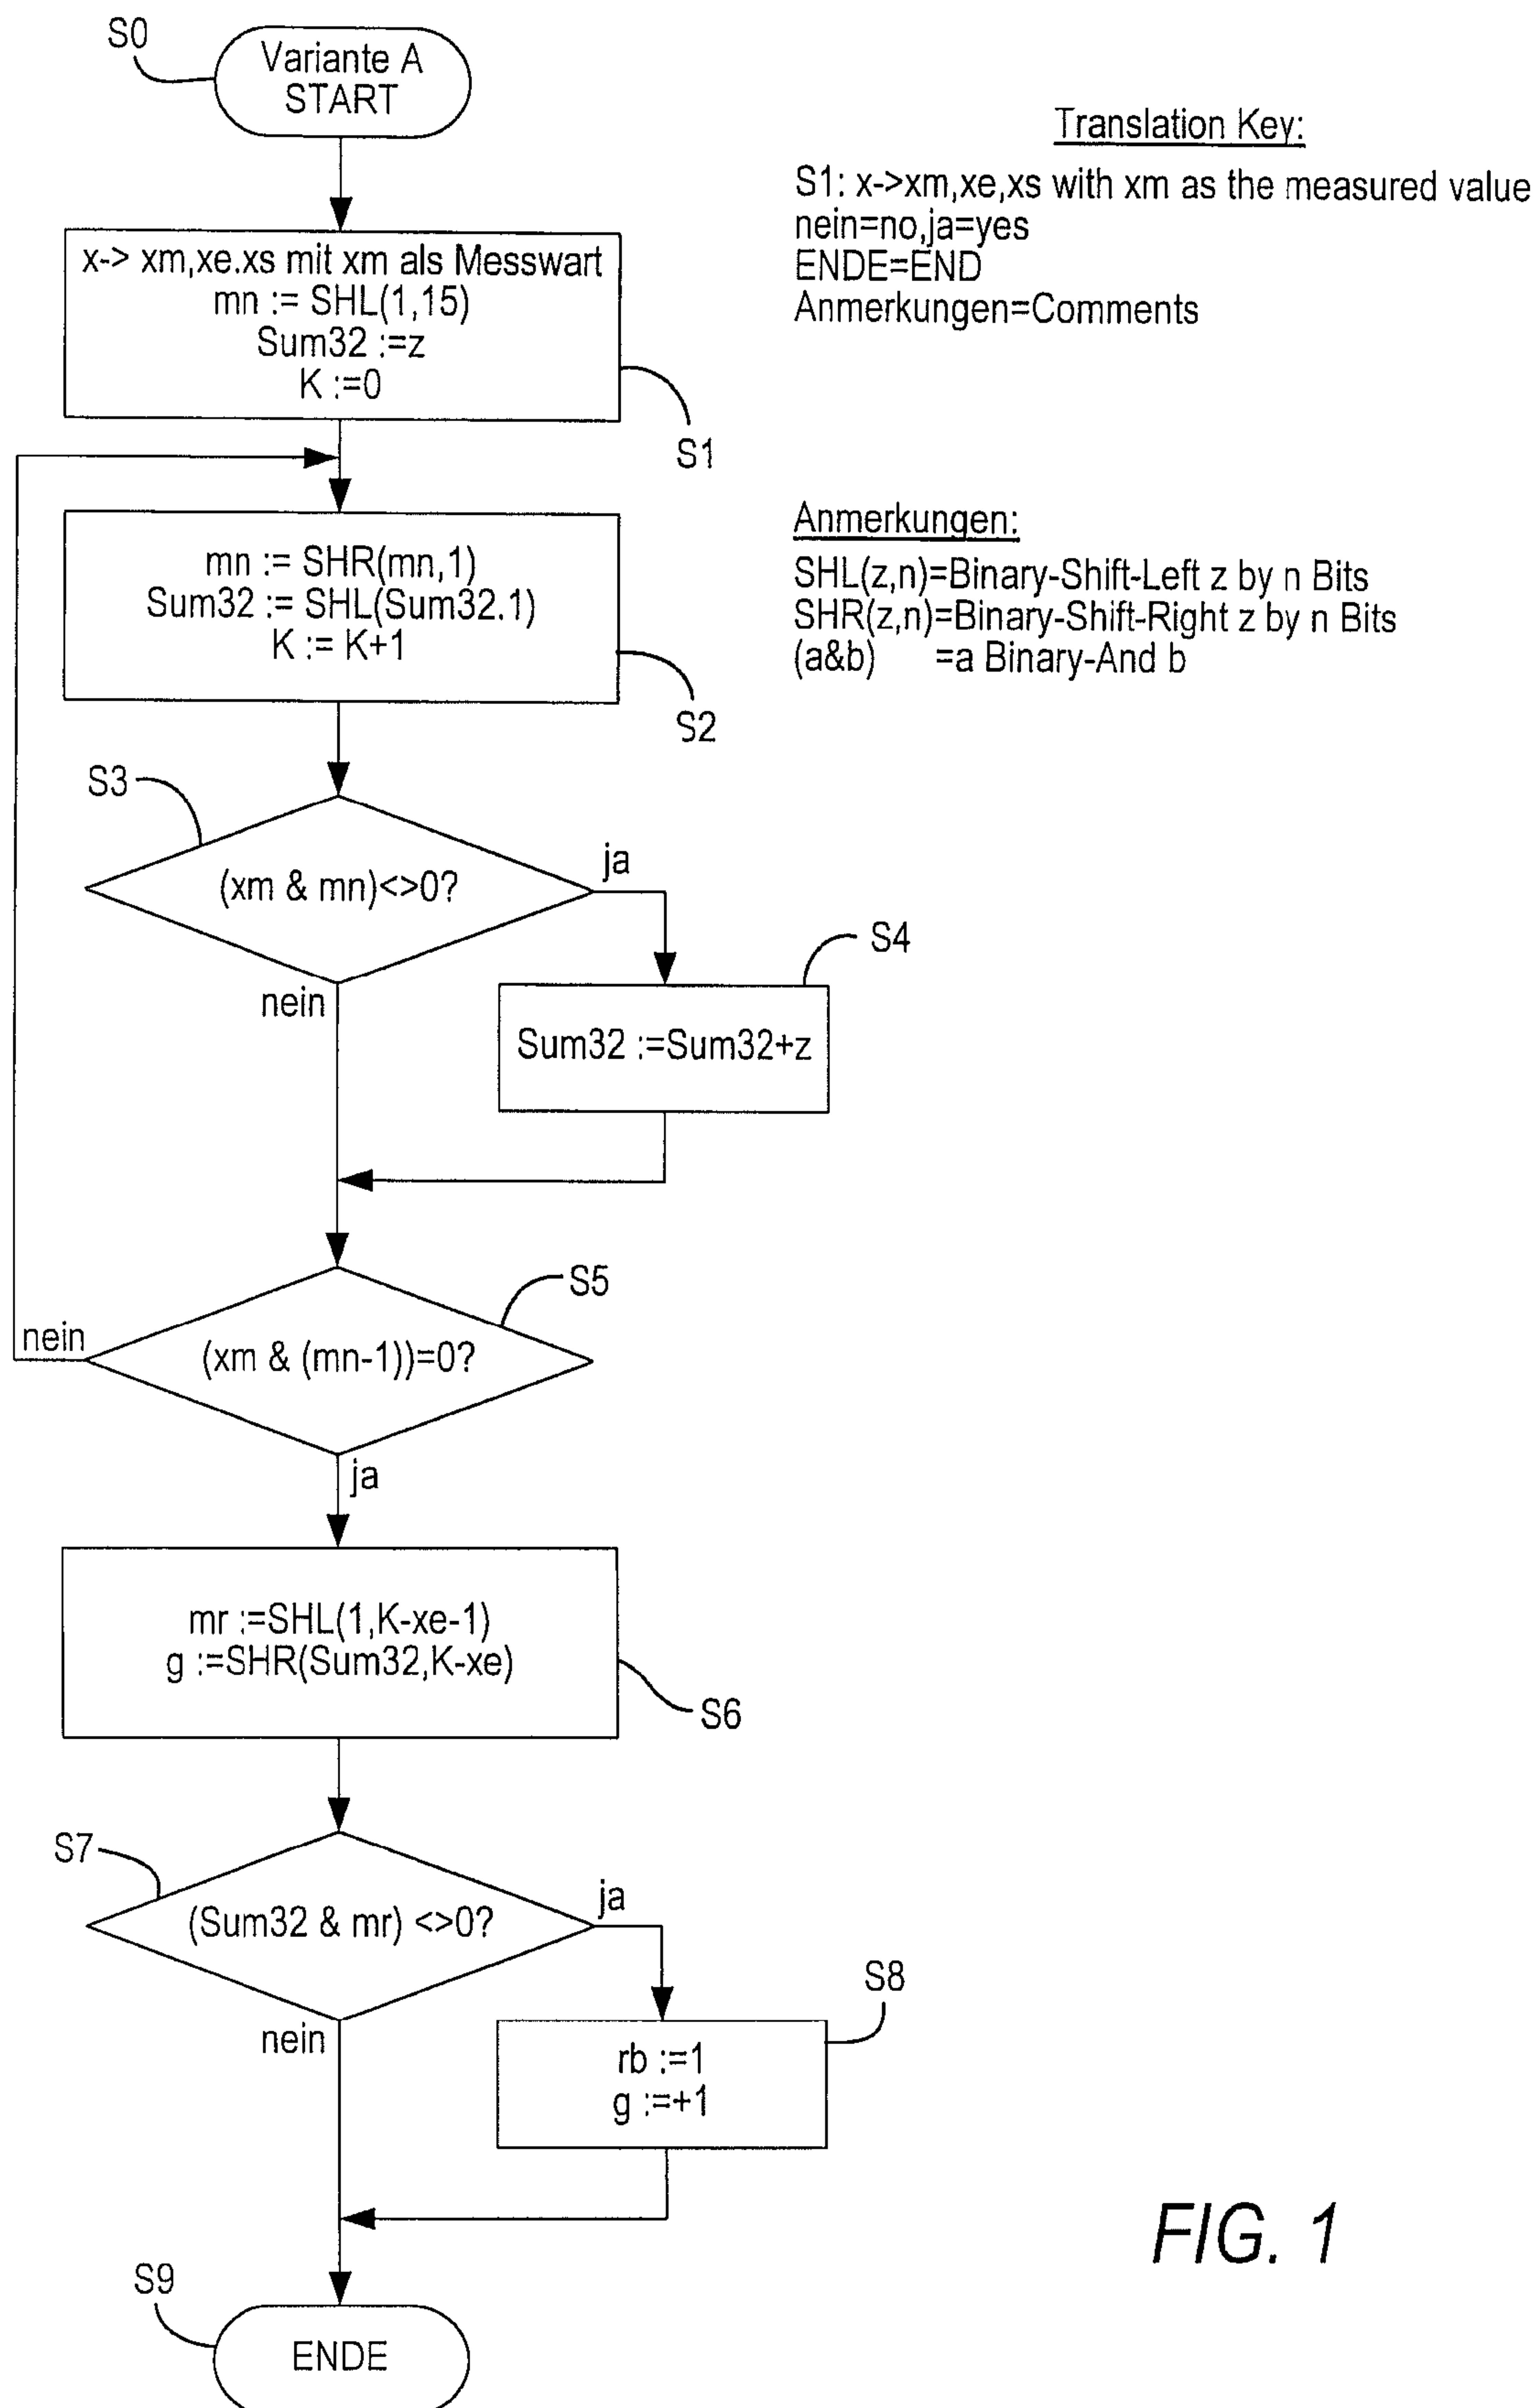 S0
Variante A
START
Translation Key:
S1: x->xm,xe,xs with xm as the measured value
nein=no,ja=yes
ENDE=END
Anmerkungen=Comments
x-> xm,xe.xs mit xm als Messwart
mn := SHL(1,15)
Sum32 :=z
K :=0
S1
Anmerkungen:
SHL(z,n)=Binary-Shift-Left z by n Bits
SHR(z,n)=Binary-Shift-Right z by n Bits
(a&b) =a Binary-And b
mn := SHR(mn,1)
Sum32 := SHL(Sum32.1)
K := K+1
S2
S3
(xm & mn)<>0?
ja
nein
S4
Sum32 :=Sum32+z
S5
nein
(xm & (mn-1))=0?
ja
mr :=SHL(1,K-xe-1)
g :=SHR(Sum32,K-xe)
S6
S7
(Sum32 & mr) <>0?
ja
nein
S8
rb :=1
g :=+1
FIG. 1
S9
ENDE